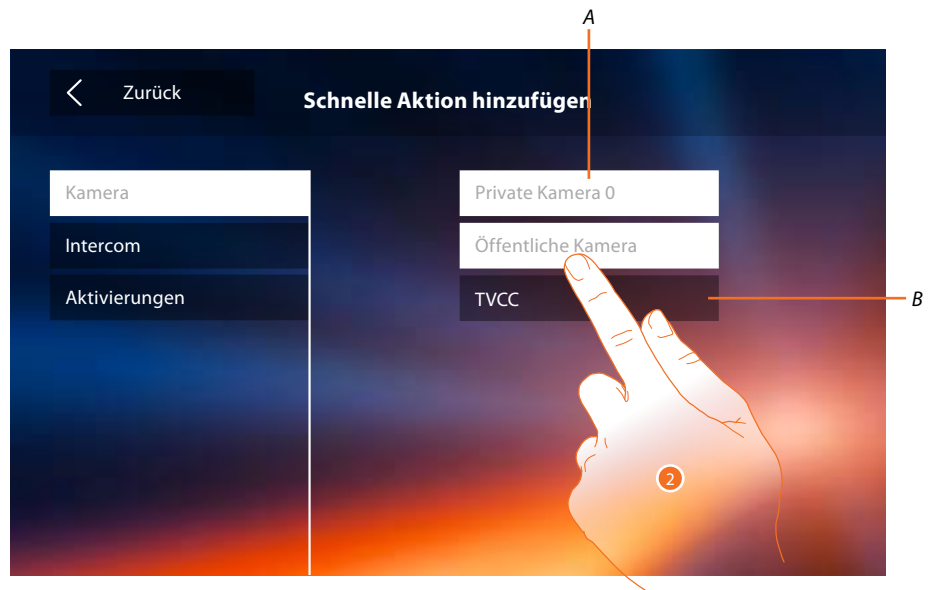 A
Zurück
Schnelle Aktion hinzufügen
Kamera
Private Kamera 0
Intercom
Öffentliche Kamera
Aktivierungen
TVCC
B
2